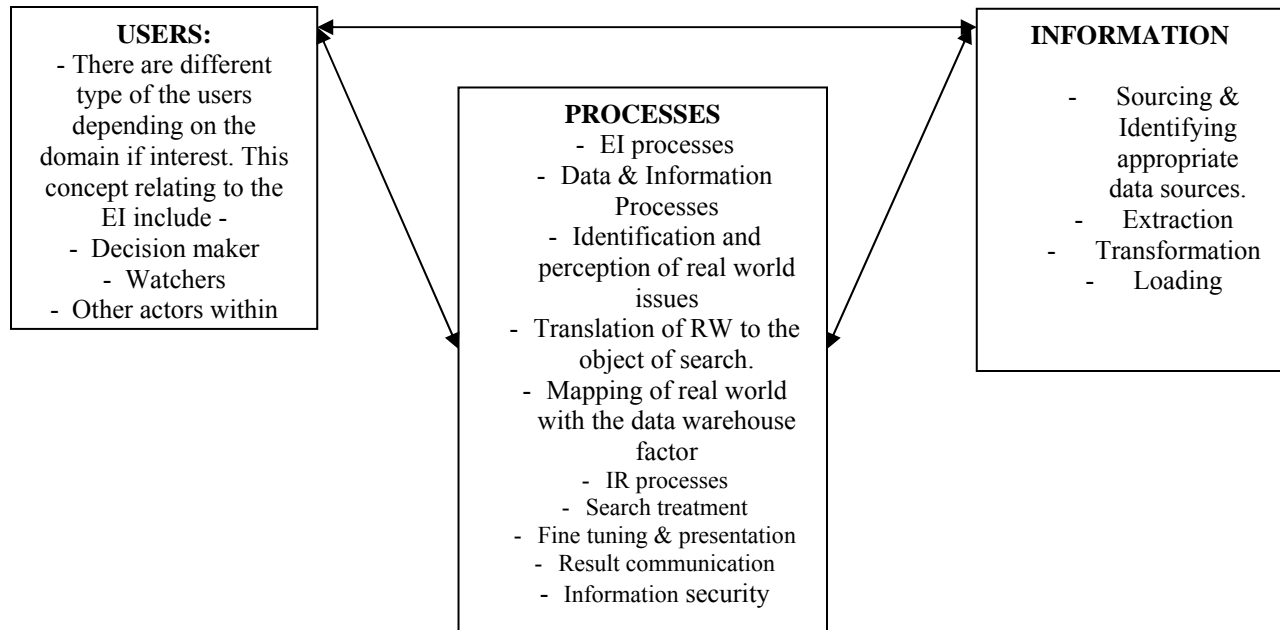 USERS:
- There are different
type of the users
depending on the
domain if interest. This
concept relating to the
EI include -
- Decision maker
- Watchers
- Other actors within
PROCESSES
- EI processes
- Data & Information
Processes
- Identification and
perception of real world
issues
- Translation of RW to the
object of search.
- Mapping of real world
with the data warehouse
factor
- IR processes
- Search treatment
- Fine tuning & presentation
- Result communication
- Information security
INFORMATION
- Sourcing &
Identifying
appropriate
data sources.
- Extraction
- Transformation
- Loading